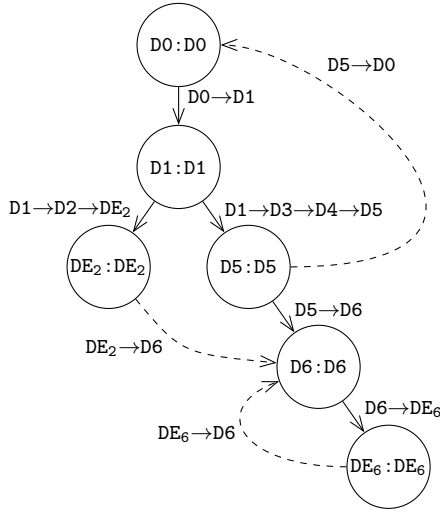 D0:D0
D5→D0
D0→D1
D1:D1
D1→D2→DE₂
D1→D3→D4→D5
DE₂:DE₂
D5:D5
D5→D6
DE₂→D6
D6:D6
D6→DE₆
DE₆→D6
DE₆:DE₆